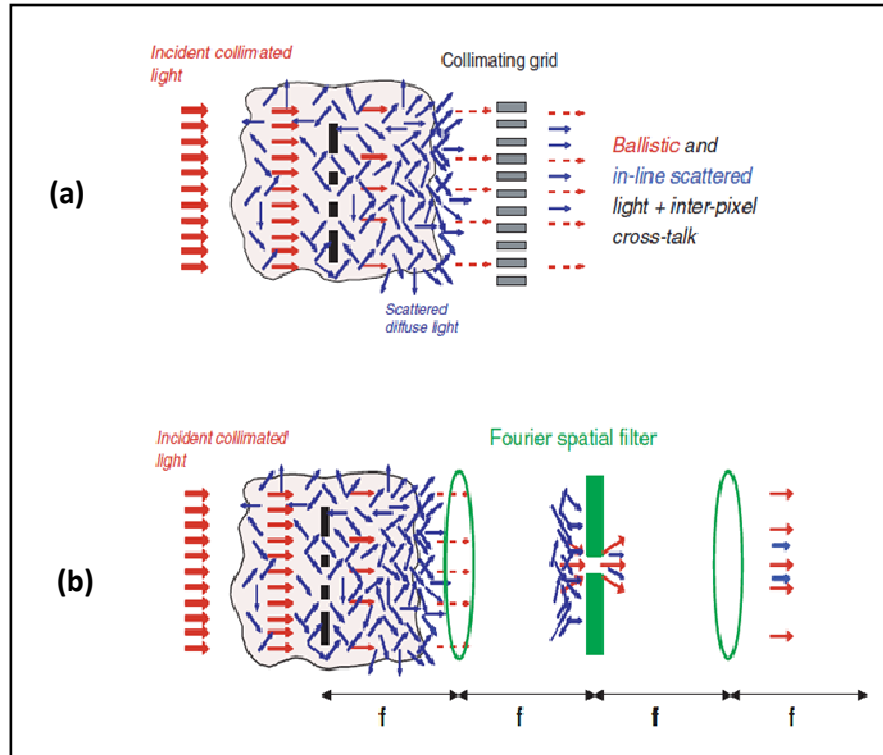 Incident collimated
light
Collimating grid
(a)
Ballistic and
in-line scattered
light + inter-pixel
cross-talk
Scattered
diffuse light
Incident collimated
light
Fourier spatial filter
(b)
f
f
f
f